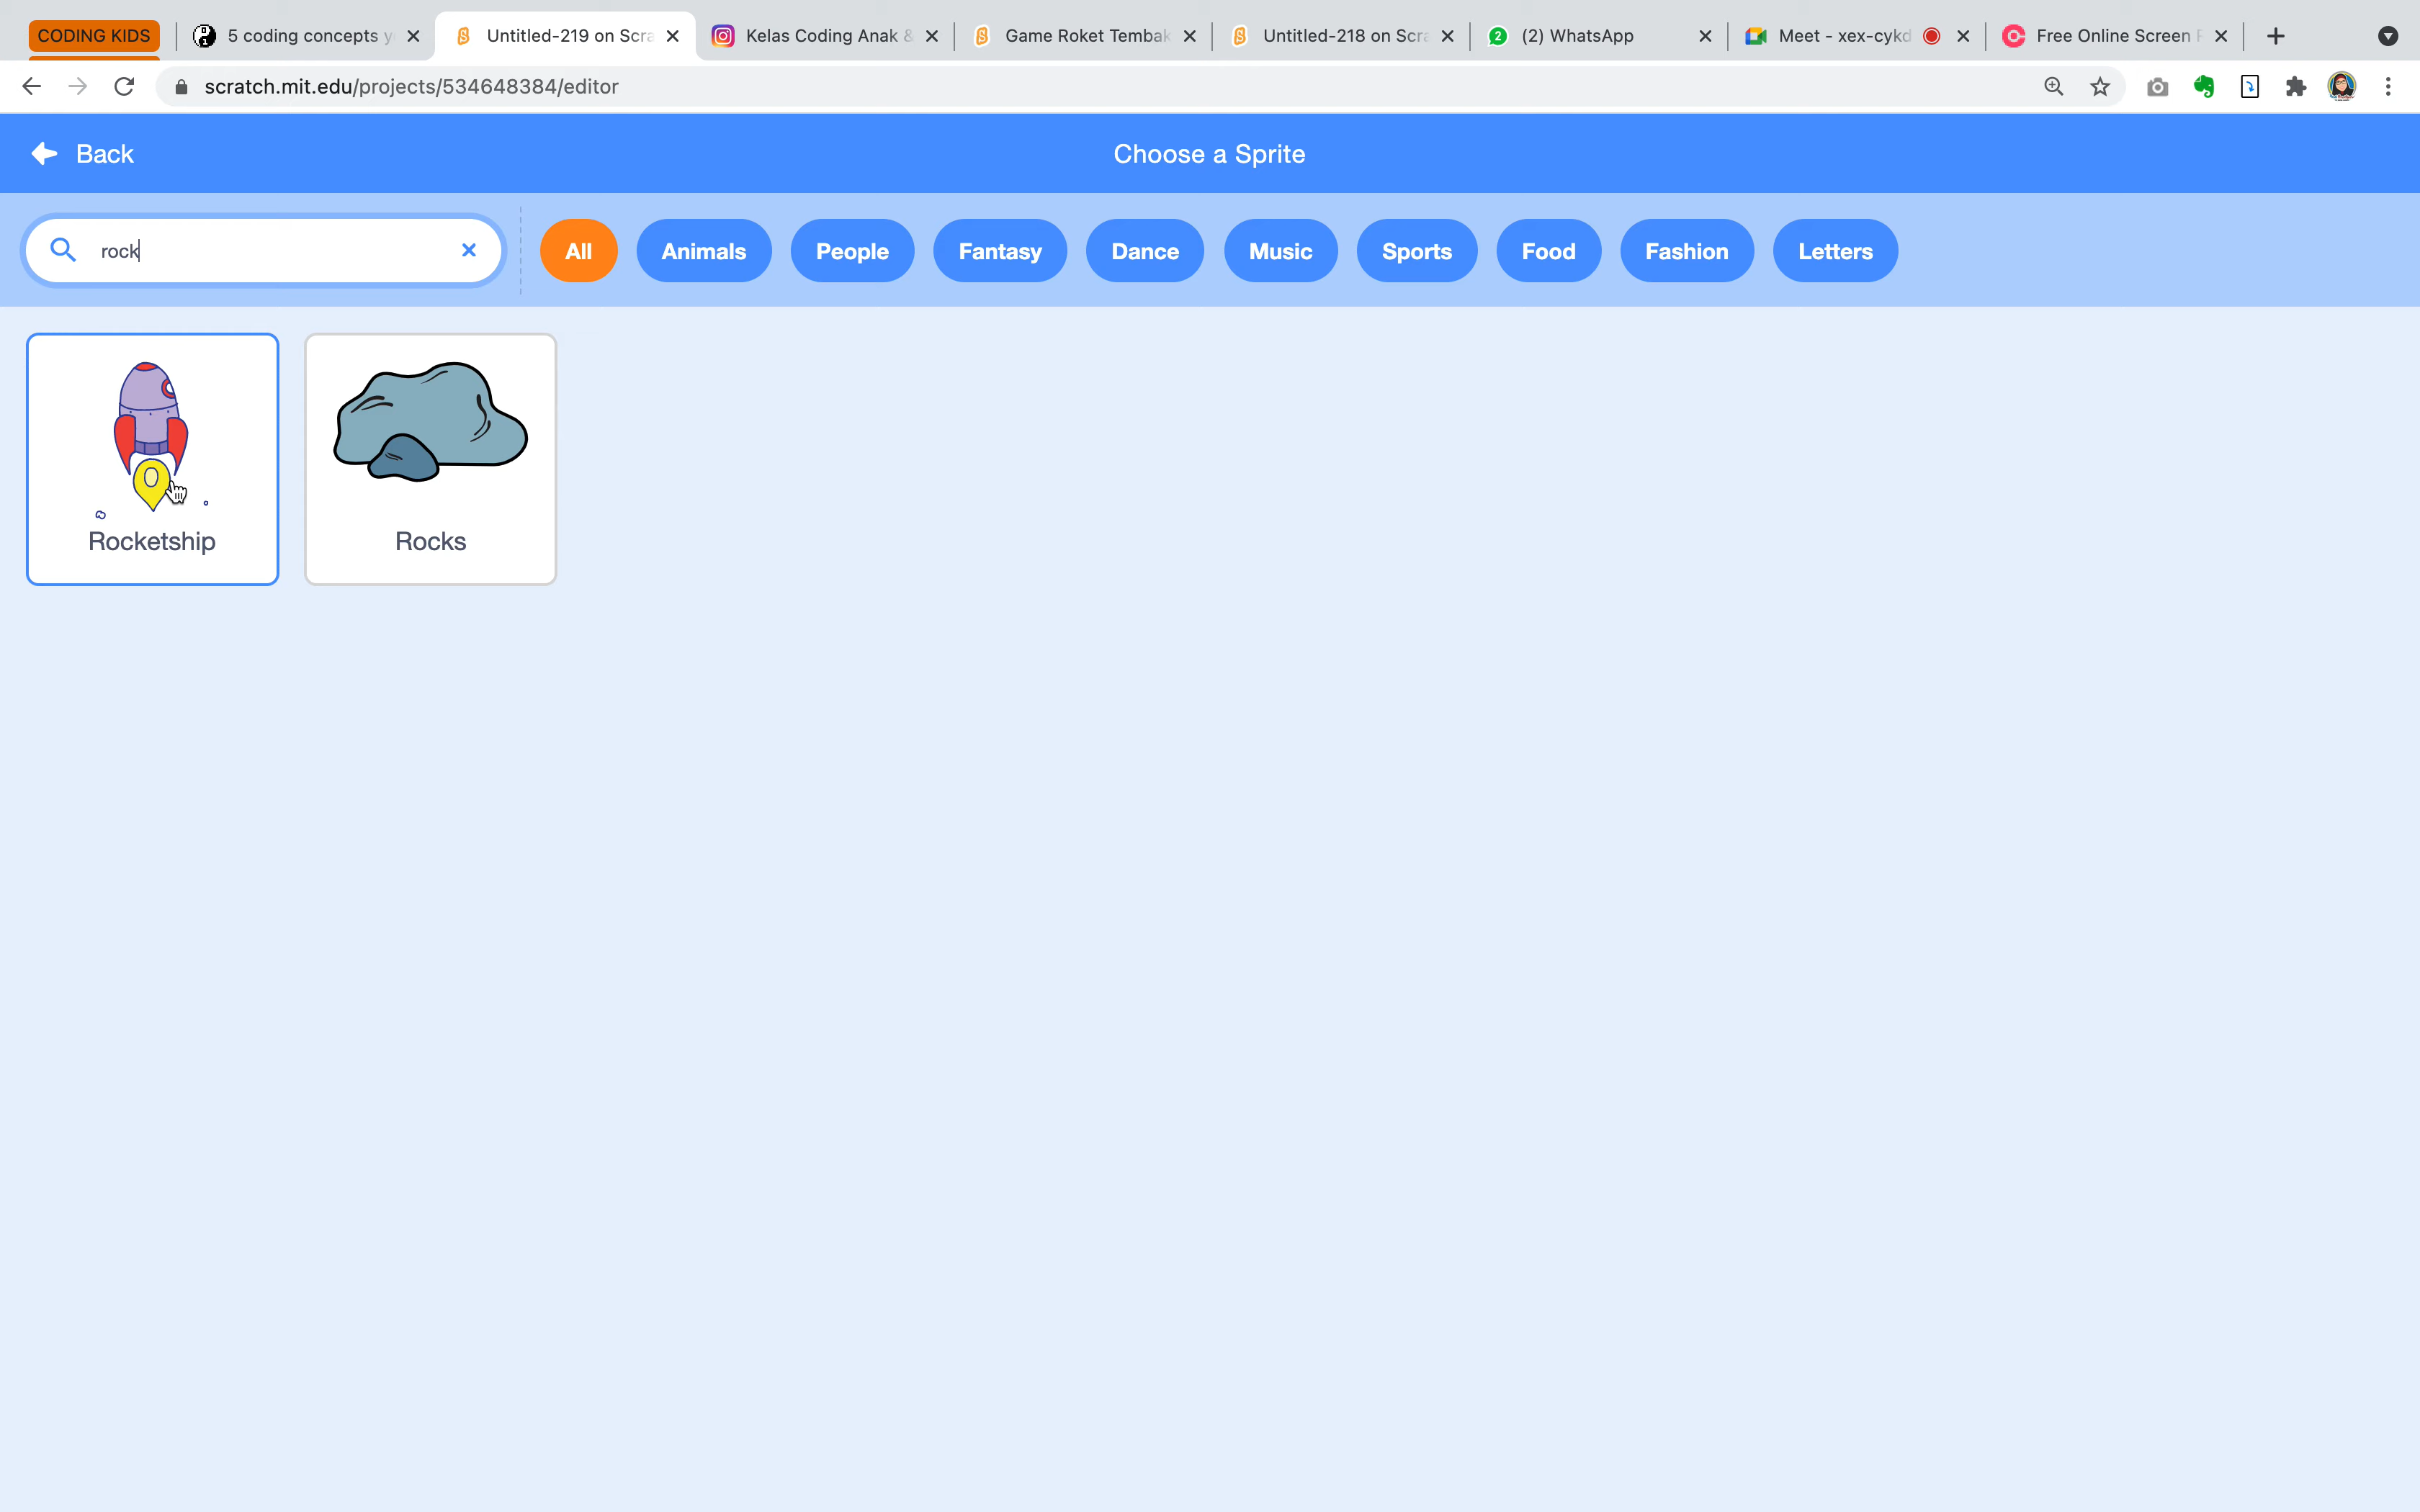 CODING KIDS
5 coding concepts y
Untitled-219 on Scra
Kelas Coding Anak &
Game Roket Tembak
Untitled-218 on Scra
2
(2) WhatsApp
Meet - xex-cykd
Free Online Screen R
scratch.mit.edu/projects/534648384/editor
Back
Choose a Sprite
rock
All
Animals
People
Fantasy
Dance
Music
Sports
Food
Fashion
Letters
Rocketship
Rocks